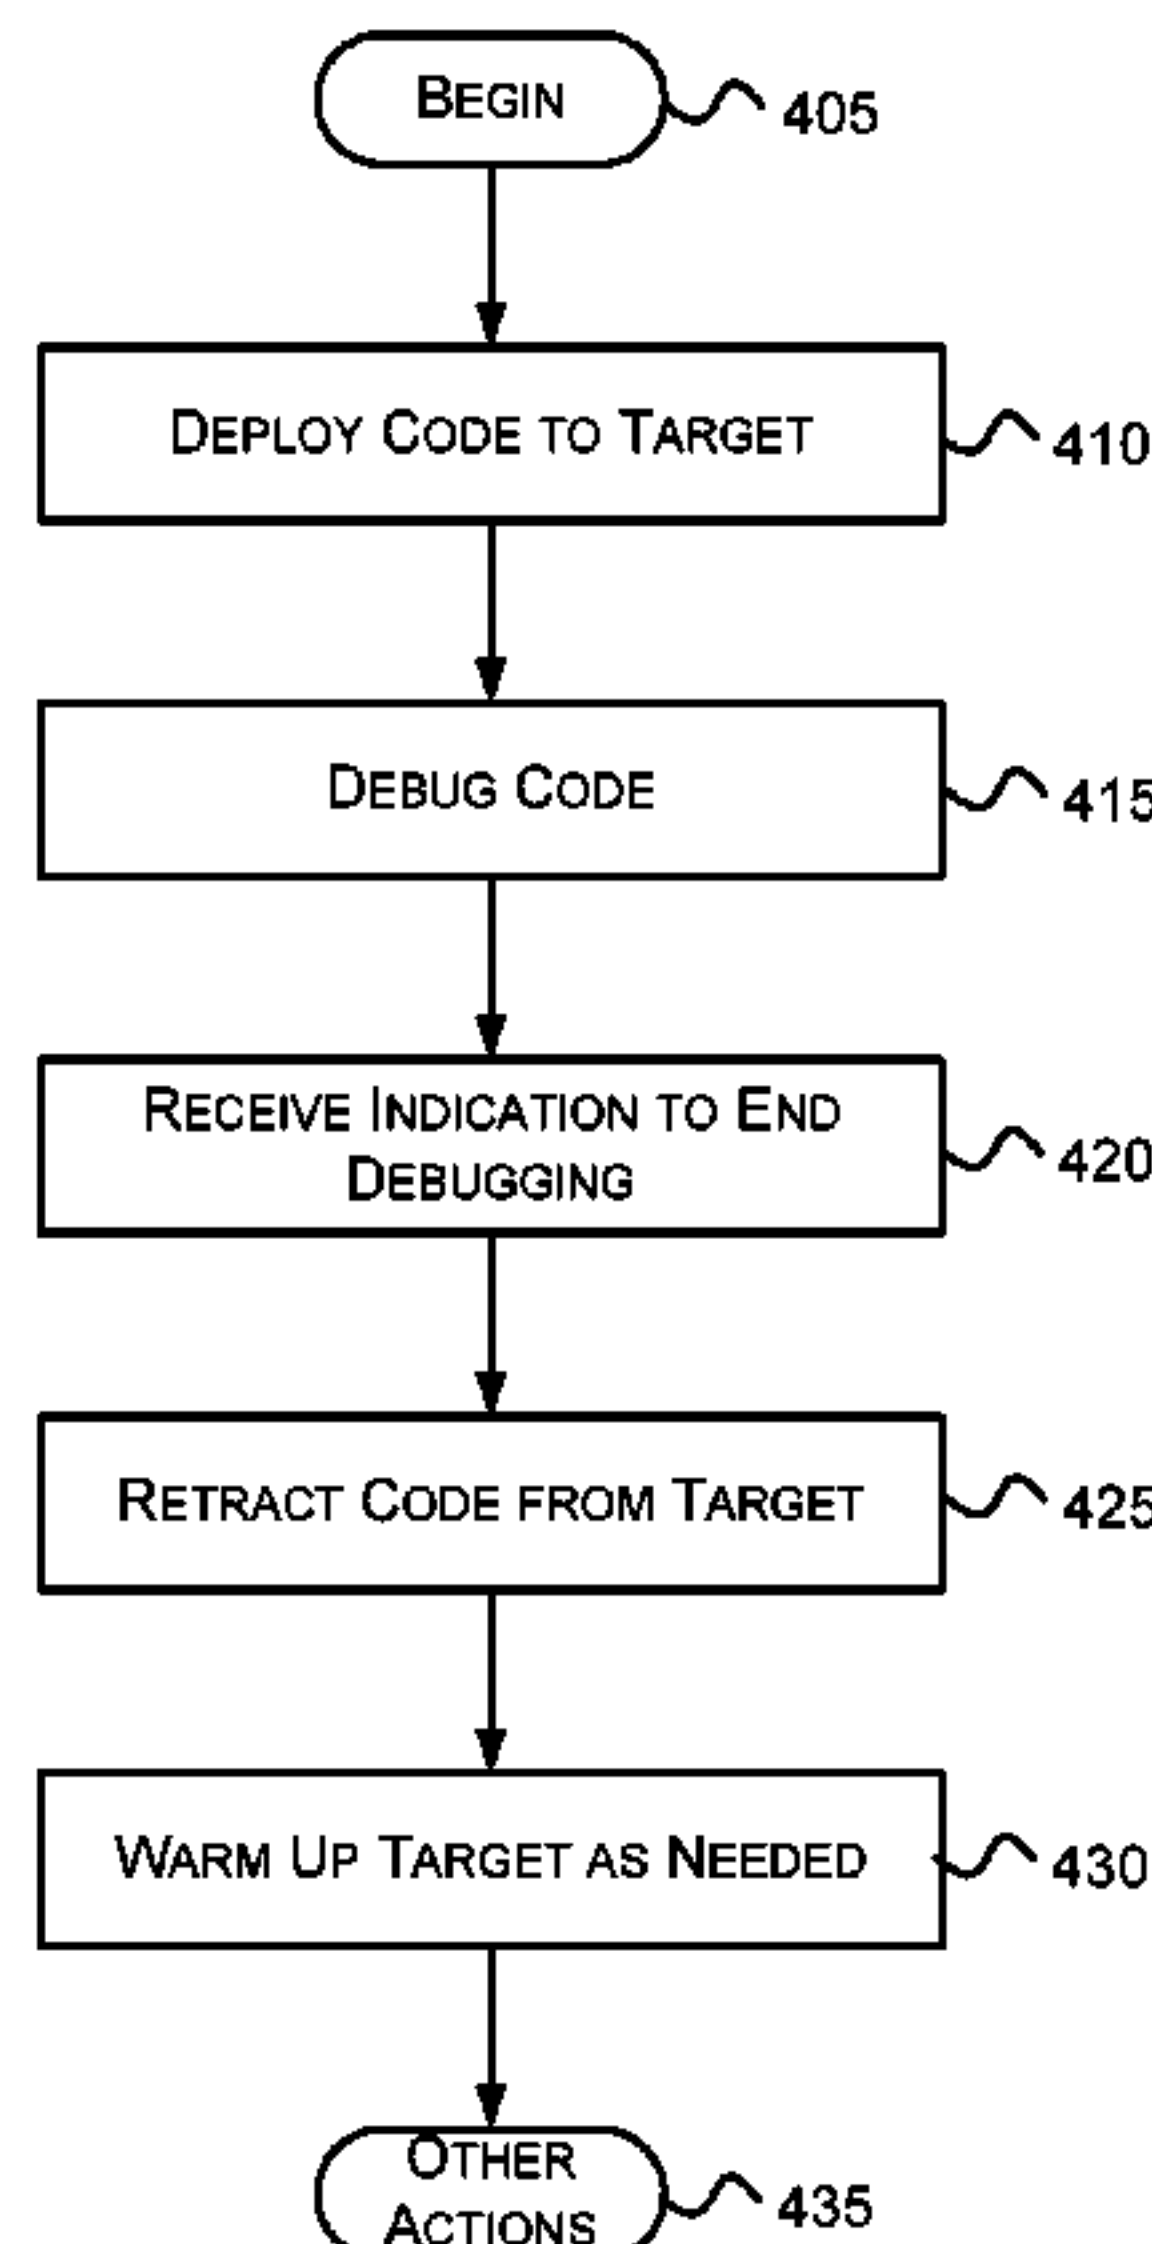 BEGIN
405
DEPLOY CODE TO TARGET
410
DEBUG CODE
415
RECEIVE INDICATION TO END
DEBUGGING
420
RETRACT CODE FROM TARGET
425
WARM UP TARGET AS NEEDED
430
OTHER
ACTIONS
435